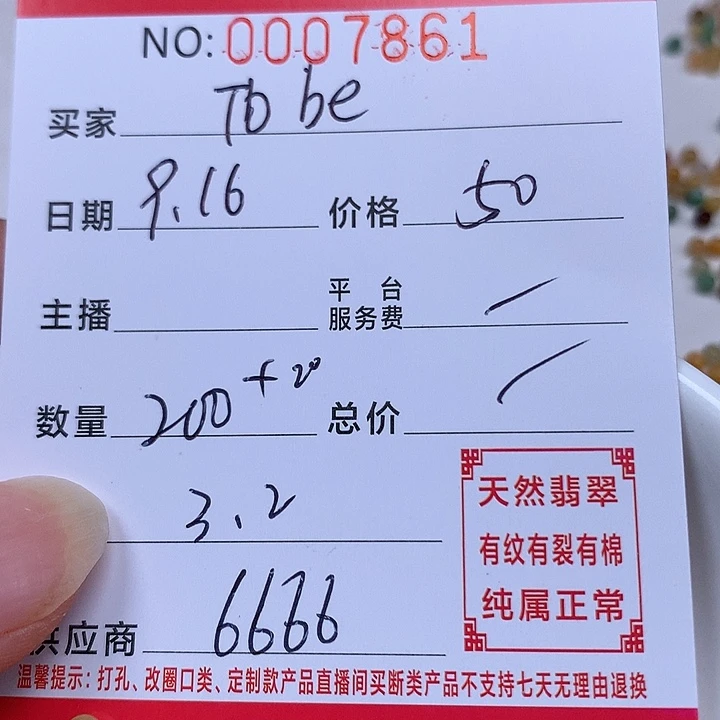 NO: 0007861
买家 To be
日期 9.16 价格 50
主播 平台服务费 /
数量 200+20 总价 /
3.2
供应商 6666
天然翡翠
有纹有裂有棉
纯属正常
温馨提示：打孔、改圈口类、定制款产品直播间买断类产品不支持七天无理由退换